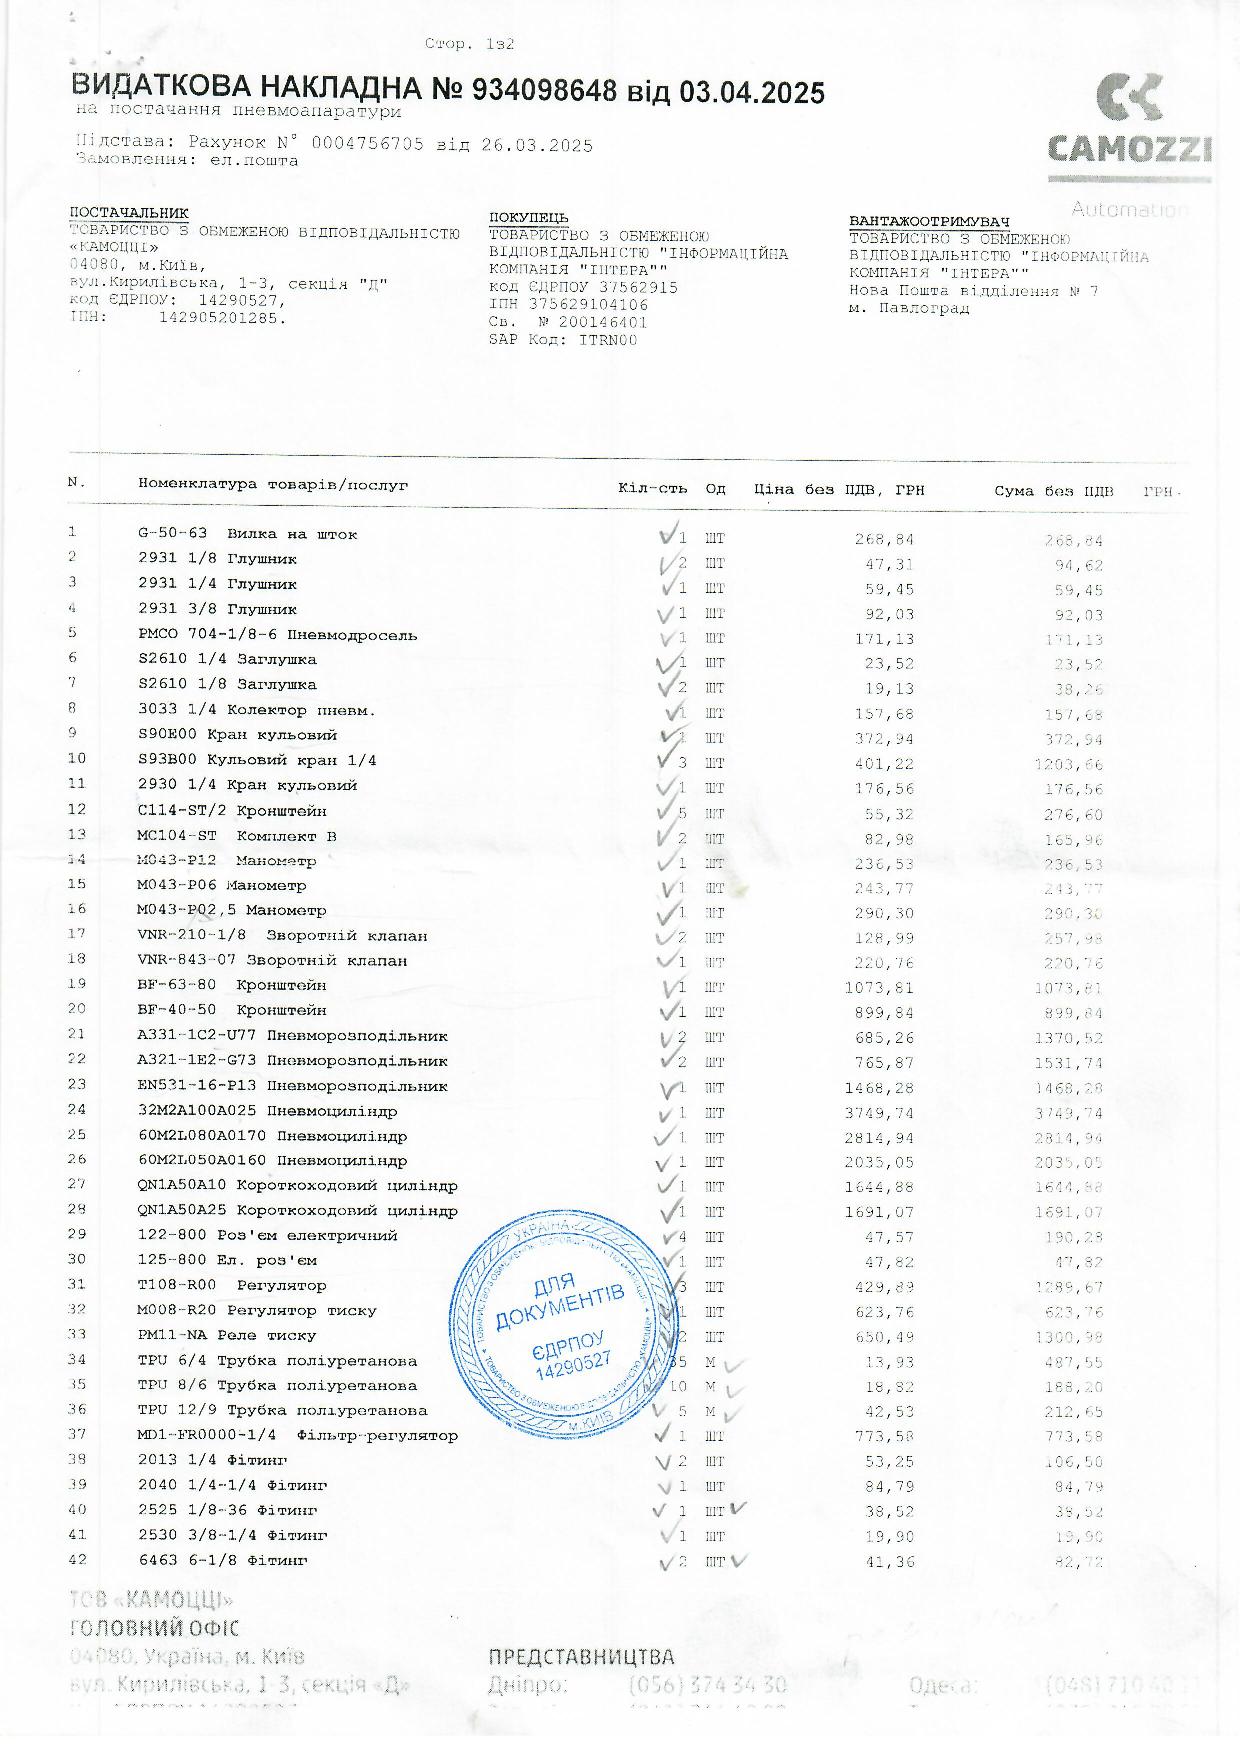 Стор. 1з2
ВИДАТКОВА НАКЛАДНА № 934098648 від 03.04.2025
на постачання пневмоапаратури
Підстава: Рахунок N° 0004756705 від 26.03.2025
Замовлення: ел.пошта
CAMOZZI
Automation
ПОСТАЧАЛЬНИК
ТОВАРИСТВО З ОБМЕЖЕНОЮ ВІДПОВІДАЛЬНІСТЮ
«КАМОЦЦІ»
04080, м.Київ,
вул.Кирилівська, 1-3, секція "Д"
код ЄДРПОУ: 14290527,
ІПН: 142905201285.
ПОКУПЕЦЬ
ТОВАРИСТВО З ОБМЕЖЕНОЮ
ВІДПОВІДАЛЬНІСТЮ "ІНФОРМАЦІЙНА
КОМПАНІЯ "ІНТЕРА""
код ЄДРПОУ 37562915
ІПН 375629104106
Св. № 200146401
SAP Код: ITRN00
ВАНТАЖООТРИМУВАЧ
ТОВАРИСТВО З ОБМЕЖЕНОЮ
ВІДПОВІДАЛЬНІСТЮ "ІНФОРМАЦІЙНА
КОМПАНІЯ "ІНТЕРА""
Нова Пошта відділення № 7
м. Павлоград
N. Номенклатура товарів/послуг Кіл-сть Од Ціна без ПДВ, ГРН Сума без ПДВ ГРН.
1 G-50-63 Вилка на шток 1 ШТ 268,84 268,84
2 2931 1/8 Глушник 2 ШТ 47,31 94,62
3 2931 1/4 Глушник 1 ШТ 59,45 59,45
4 2931 3/8 Глушник 1 ШТ 92,03 92,03
5 PMCO 704-1/8-6 Пневмодросель 1 ШТ 171,13 171,13
6 S2610 1/4 Заглушка 1 ШТ 23,52 23,52
7 S2610 1/8 Заглушка 2 ШТ 19,13 38,26
8 3033 1/4 Колектор пневм. 1 ШТ 157,68 157,68
9 S90E00 Кран кульовий 1 ШТ 372,94 372,94
10 S93B00 Кульовий кран 1/4 3 ШТ 401,22 1203,66
11 2930 1/4 Кран кульовий 1 ШТ 176,56 176,56
12 C114-ST/2 Кронштейн 5 ШТ 55,32 276,60
13 MC104-ST Комплект В 2 ШТ 82,98 165,96
14 M043-P12 Манометр 1 ШТ 236,53 236,53
15 M043-P06 Манометр 1 ШТ 243,77 243,77
16 M043-P02,5 Манометр 1 ШТ 290,30 290,30
17 VNR-210-1/8 Зворотній клапан 2 ШТ 128,99 257,98
18 VNR-843-07 Зворотній клапан 1 ШТ 220,76 220,76
19 BF-63-80 Кронштейн 1 ШТ 1073,81 1073,81
20 BF-40-50 Кронштейн 1 ШТ 899,84 899,84
21 A331-1C2-U77 Пневморозподільник 2 ШТ 685,26 1370,52
22 A321-1E2-G73 Пневморозподільник 2 ШТ 765,87 1531,74
23 EN531-16-P13 Пневморозподільник 1 ШТ 1468,28 1468,28
24 32M2A100A025 Пневмоциліндр 1 ШТ 3749,74 3749,74
25 60M2L080A0170 Пневмоциліндр 1 ШТ 2814,94 2814,94
26 60M2L050A0160 Пневмоциліндр 1 ШТ 2035,05 2035,05
27 QN1A50A10 Короткоходовий циліндр 1 ШТ 1644,88 1644,88
28 QN1A50A25 Короткоходовий циліндр 1 ШТ 1691,07 1691,07
29 122-800 Роз'єм електричний 4 ШТ 47,57 190,28
30 125-800 Ел. роз'єм 1 ШТ 47,82 47,82
31 T108-R00 Регулятор 3 ШТ 429,89 1289,67
32 M008-R20 Регулятор тиску 1 ШТ 623,76 623,76
33 PM11-NA Реле тиску 2 ШТ 650,49 1300,98
34 TPU 6/4 Трубка поліуретанова 35 М 13,93 487,55
35 TPU 8/6 Трубка поліуретанова 10 М 18,82 188,20
36 TPU 12/9 Трубка поліуретанова 5 М 42,53 212,65
37 MD1-FR0000-1/4 Фільтр-регулятор 1 ШТ 773,58 773,58
38 2013 1/4 Фітинг 2 ШТ 53,25 106,50
39 2040 1/4-1/4 Фітинг 1 ШТ 84,79 84,79
40 2525 1/8-36 Фітинг 1 ШТ 38,52 38,52
41 2530 3/8-1/4 Фітинг 1 ШТ 19,90 19,90
42 6463 6-1/8 Фітинг 2 ШТ 41,36 82,72
УКРАЇНА
ДЛЯ
ДОКУМЕНТІВ
ЄДРПОУ
14290527
м.КИЇВ
ТОВ «КАМОЦЦІ»
ГОЛОВНИЙ ОФІС
04080, Україна, м. Київ
вул. Кирилівська, 1-3, секція «Д»
ПРЕДСТАВНИЦТВА
Дніпро: (056) 374 34 30 Одеса: